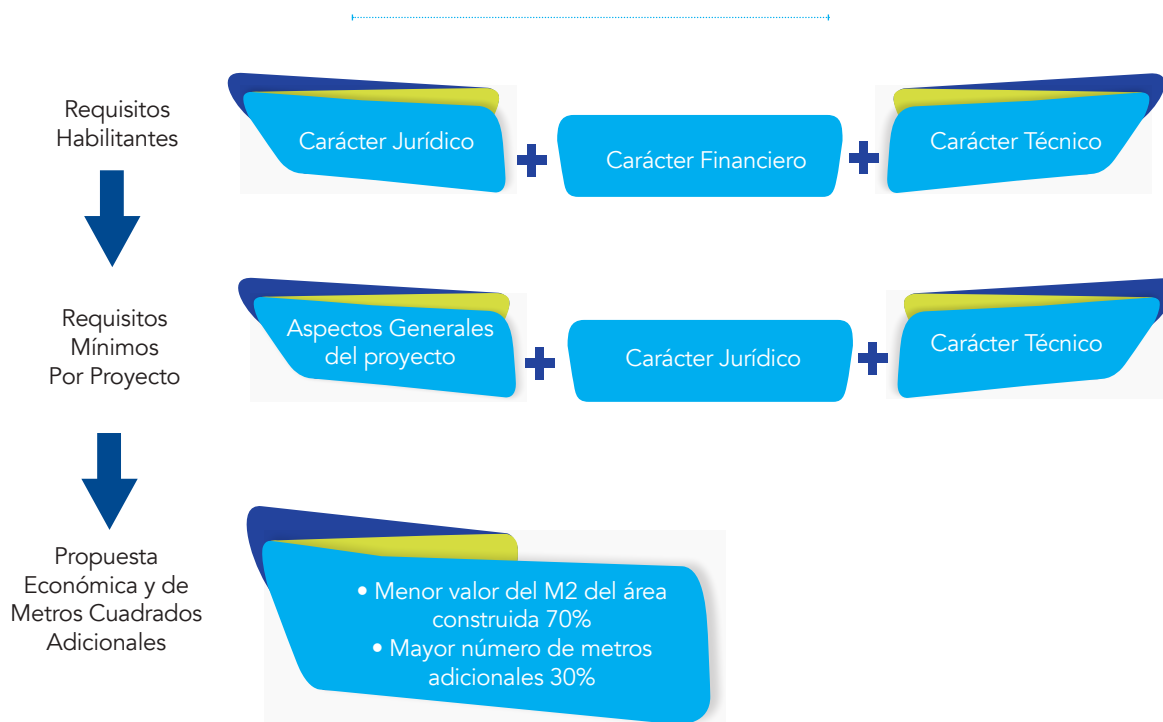 Requisitos
Habilitantes
Carácter Jurídico
Carácter Financiero
Carácter Técnico
Requisitos
Mínimos
Por Proyecto
Aspectos Generales
del proyecto
Carácter Jurídico
Carácter Técnico
Propuesta
Económica y de
Metros Cuadrados
Adicionales
• Menor valor del M2 del área
construida 70%
• Mayor número de metros
adicionales 30%